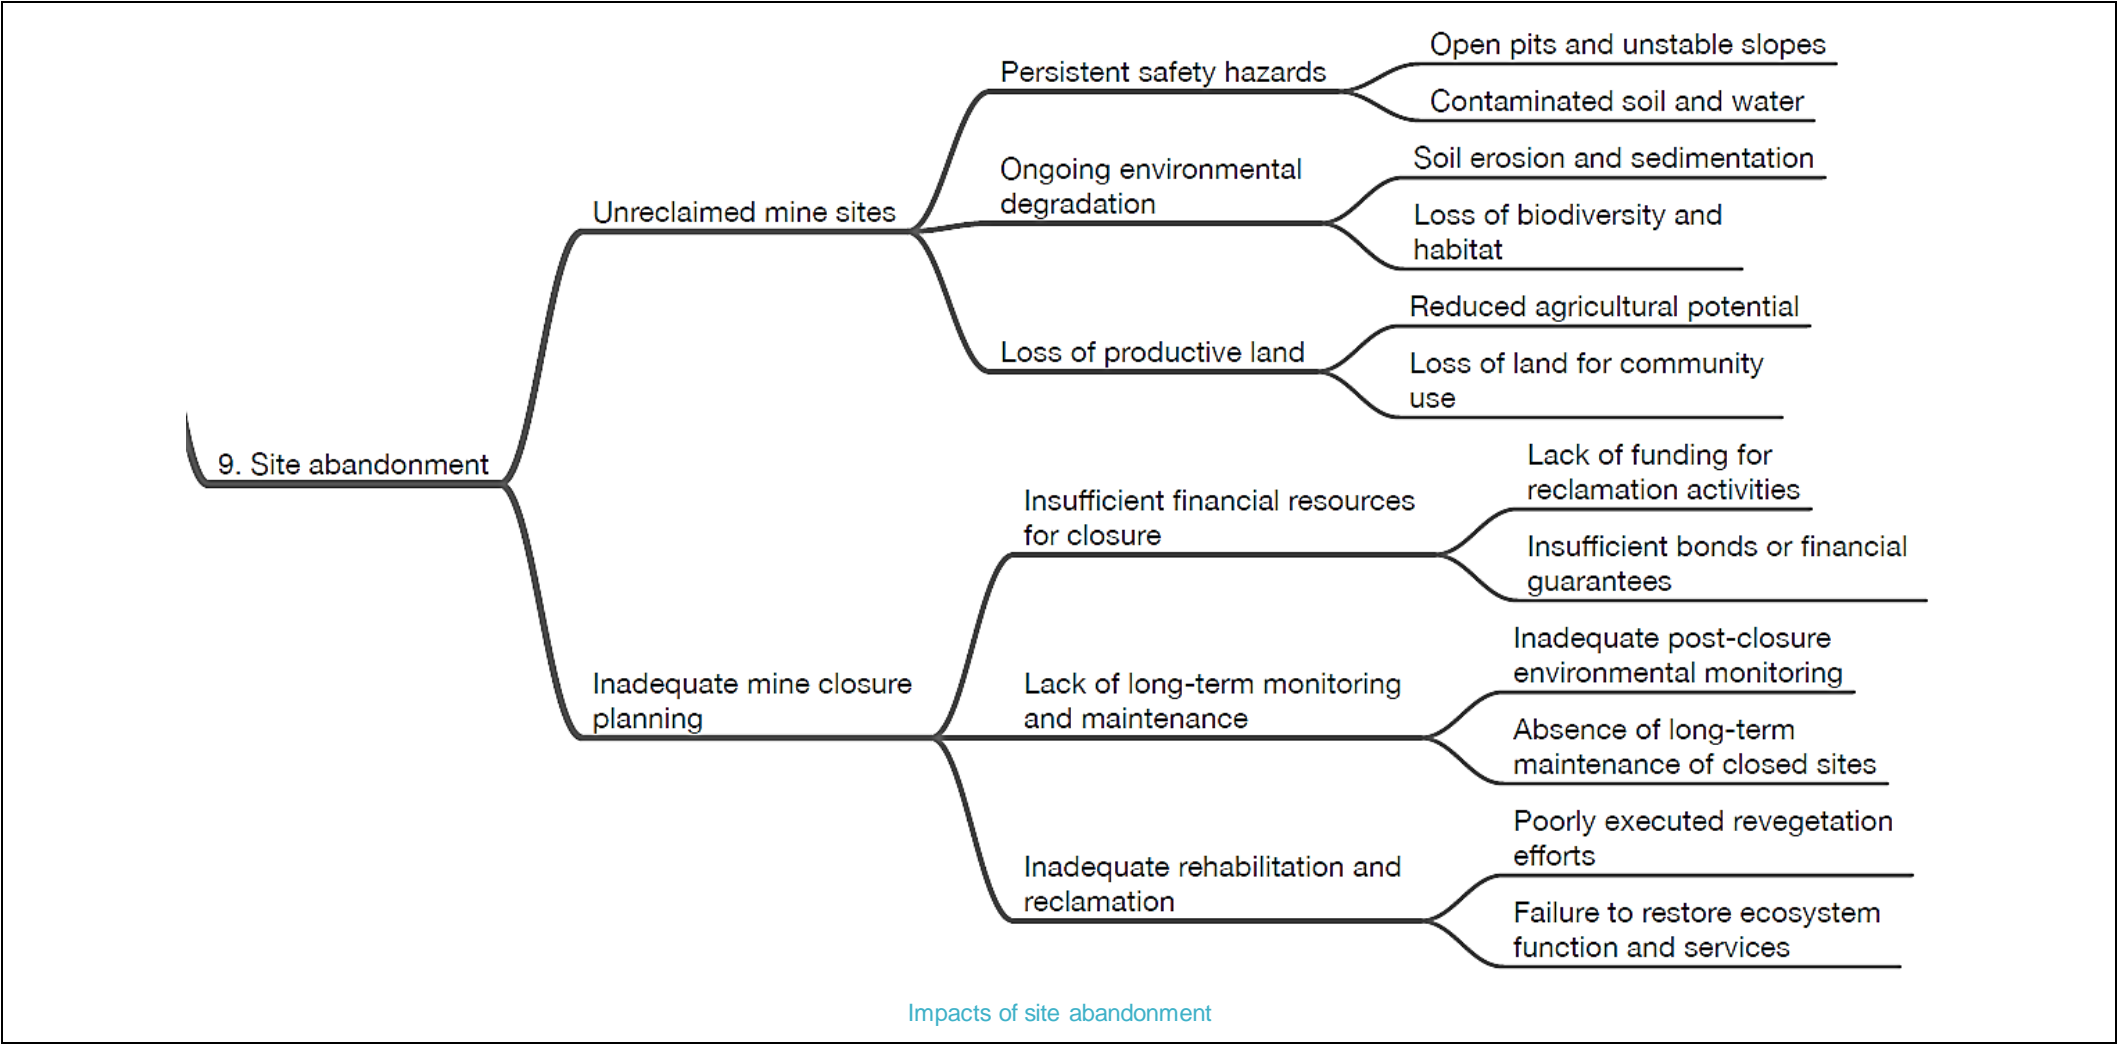 9. Site abandonment
Unreclaimed mine sites
Persistent safety hazards
Open pits and unstable slopes
Contaminated soil and water
Ongoing environmental
degradation
Soil erosion and sedimentation
Loss of biodiversity and
habitat
Loss of productive land
Reduced agricultural potential
Loss of land for community
use
Inadequate mine closure
planning
Insufficient financial resources
for closure
Lack of funding for
reclamation activities
Insufficient bonds or financial
guarantees
Lack of long-term monitoring
and maintenance
Inadequate post-closure
environmental monitoring
Absence of long-term
maintenance of closed sites
Inadequate rehabilitation and
reclamation
Poorly executed revegetation
efforts
Failure to restore ecosystem
function and services
Impacts of site abandonment